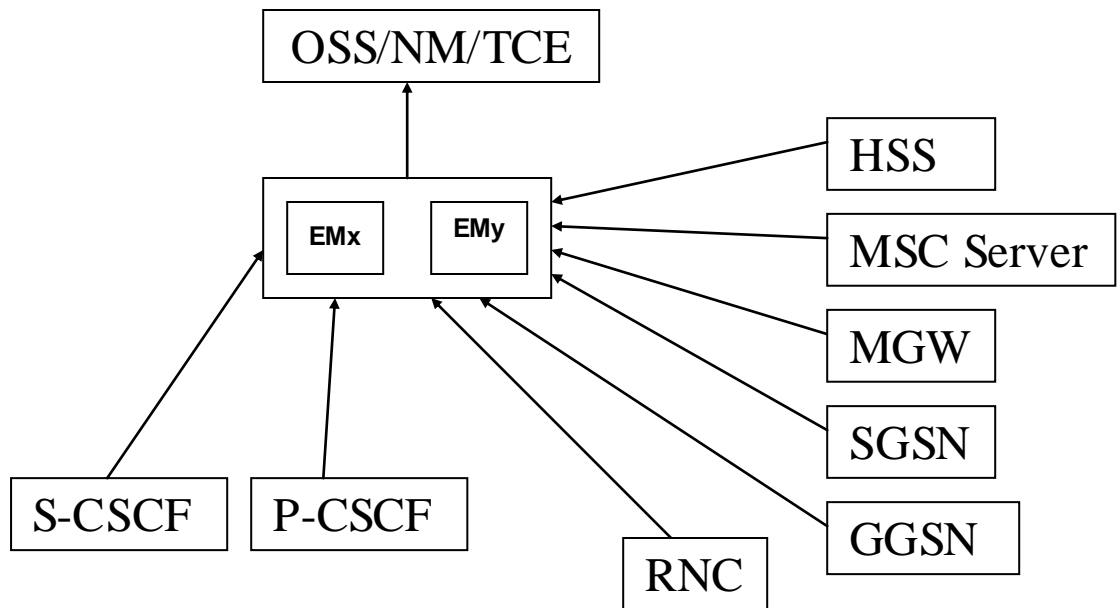 OSS/NM/TCE
HSS
EMx
EMy
MSC Server
MGW
SGSN
S-CSCF
P-CSCF
GGSN
RNC